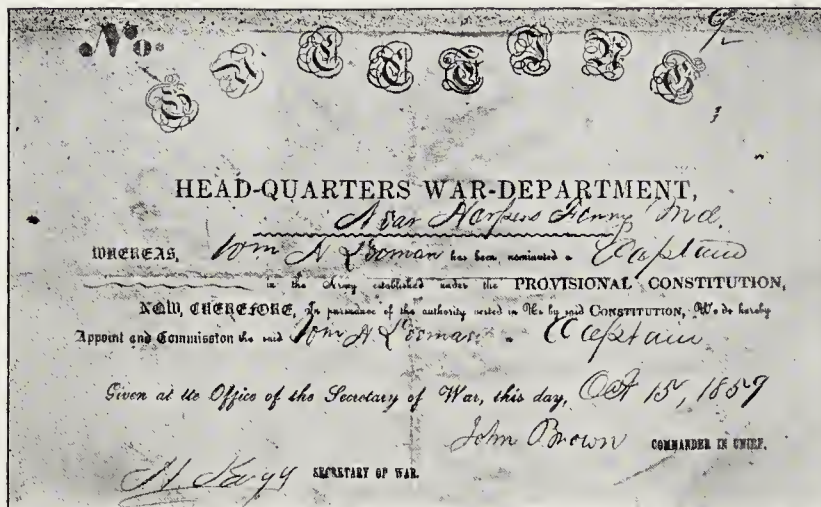 No.
GREETING
HEAD-QUARTERS WAR-DEPARTMENT,
Near Harpers Ferry Md.
WHEREAS, Wm H Leeman has been nominated a Captain
in the Army established under the PROVISIONAL CONSTITUTION,
NOW, THEREFORE, In pursuance of the authority vested in Us by said CONSTITUTION, We do hereby
Appoint and Commission the said Wm H Leeman a Captain
Given at the Office of the Secretary of War, this day, Oct 15, 1859
John Brown COMMANDER IN CHIEF.
H Kagi SECRETARY OF WAR.